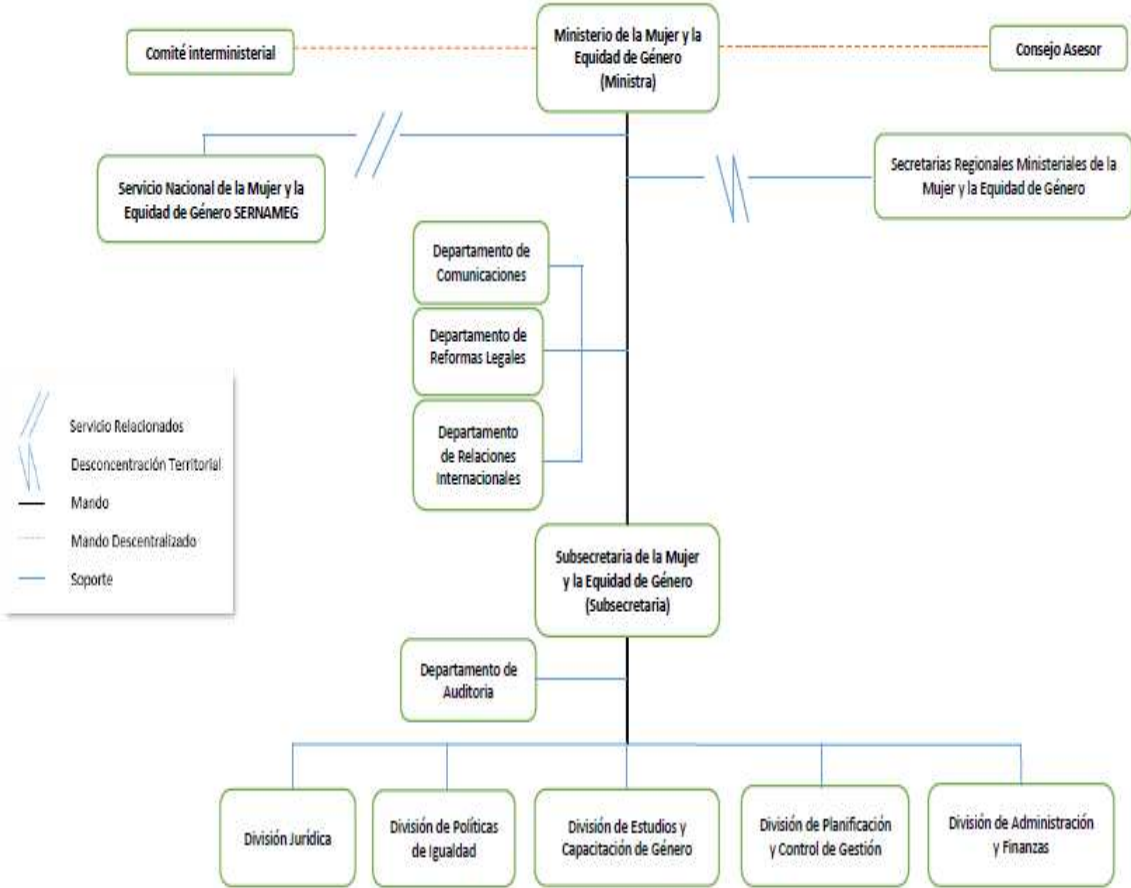 Comité interministerial
Ministerio de la Mujer y la
Equidad de Género
(Ministra)
Consejo Asesor
Servicio Nacional de la Mujer y la
Equidad de Género SERNAMEG
Secretarias Regionales Ministeriales de la
Mujer y la Equidad de Género
Departamento de
Comunicaciones
Departamento de
Reformas Legales
Departamento
de Relaciones
Internacionales
Servicio Relacionados
Desconcentración Territorial
Mando
Mando Descentralizado
Soporte
Subsecretaria de la Mujer
y la Equidad de Género
(Subsecretaria)
Departamento de
Auditoria
División Jurídica
División de Políticas
de Igualdad
División de Estudios y
Capacitación de Género
División de Planificación
y Control de Gestión
División de Administración
y Finanzas